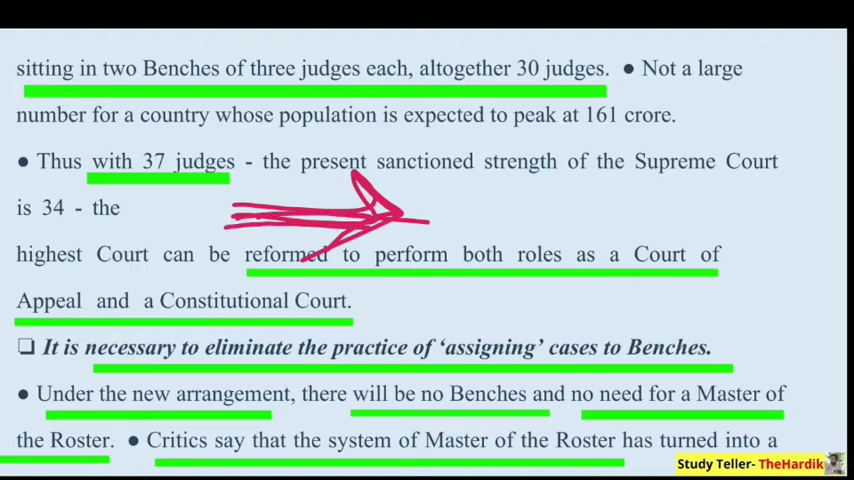 sitting in two Benches of three judges each, altogether 30 judges. ● Not a large
number for a country whose population is expected to peak at 161 crore.
● Thus with 37 judges - the present sanctioned strength of the Supreme Court
is 34 - the
highest Court can be reformed to perform both roles as a Court of
Appeal and a Constitutional Court.
❑ It is necessary to eliminate the practice of ‘assigning’ cases to Benches.
● Under the new arrangement, there will be no Benches and no need for a Master of
the Roster. ● Critics say that the system of Master of the Roster has turned into a
Study Teller- TheHardik